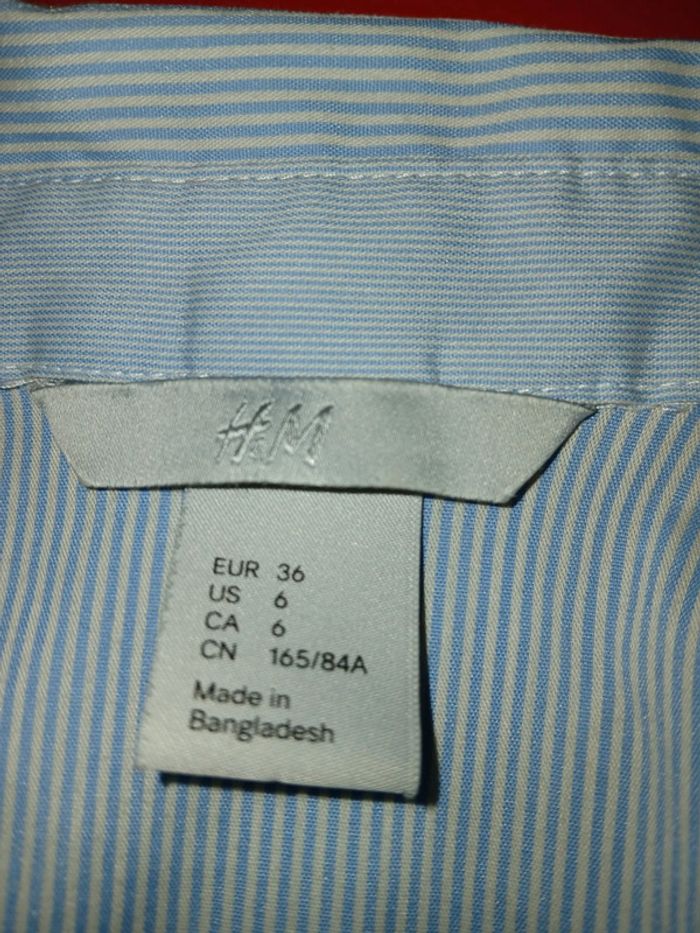 H&M
EUR 36
US 6
CA 6
CN 165/84A
Made in
Bangladesh